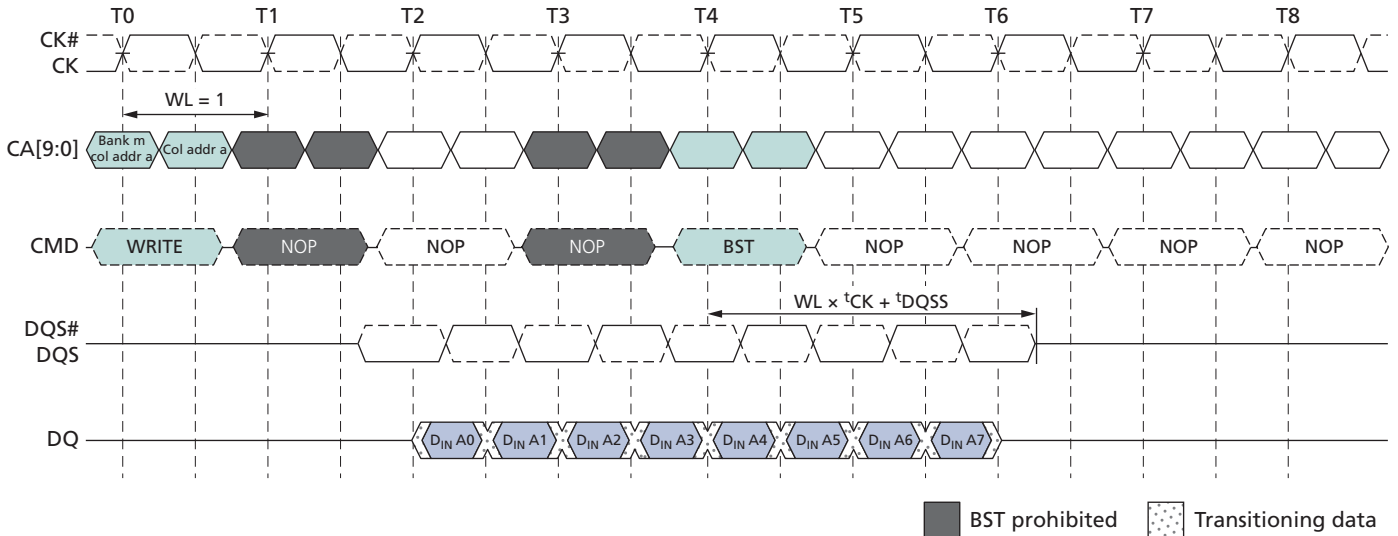 T0 T1 T2 T3 T4 T5 T6 T7 T8
CK#
CK
WL = 1
CA[9:0]
Bank m
col addr a
Col addr a
CMD WRITE NOP NOP NOP BST NOP NOP NOP NOP
WL × tCK + tDQSS
DQS#
DQS
DQ DIN A0 DIN A1 DIN A2 DIN A3 DIN A4 DIN A5 DIN A6 DIN A7
BST prohibited Transitioning data